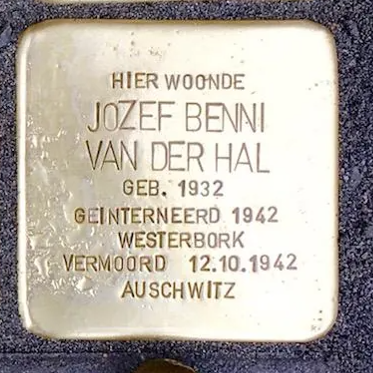 HIER WOONDE
JOZEF BENNI
VAN DER HAL
GEB. 1932
GEINTERNEERD 1942
WESTERBORK
VERMOORD 12.10.1942
AUSCHWITZ